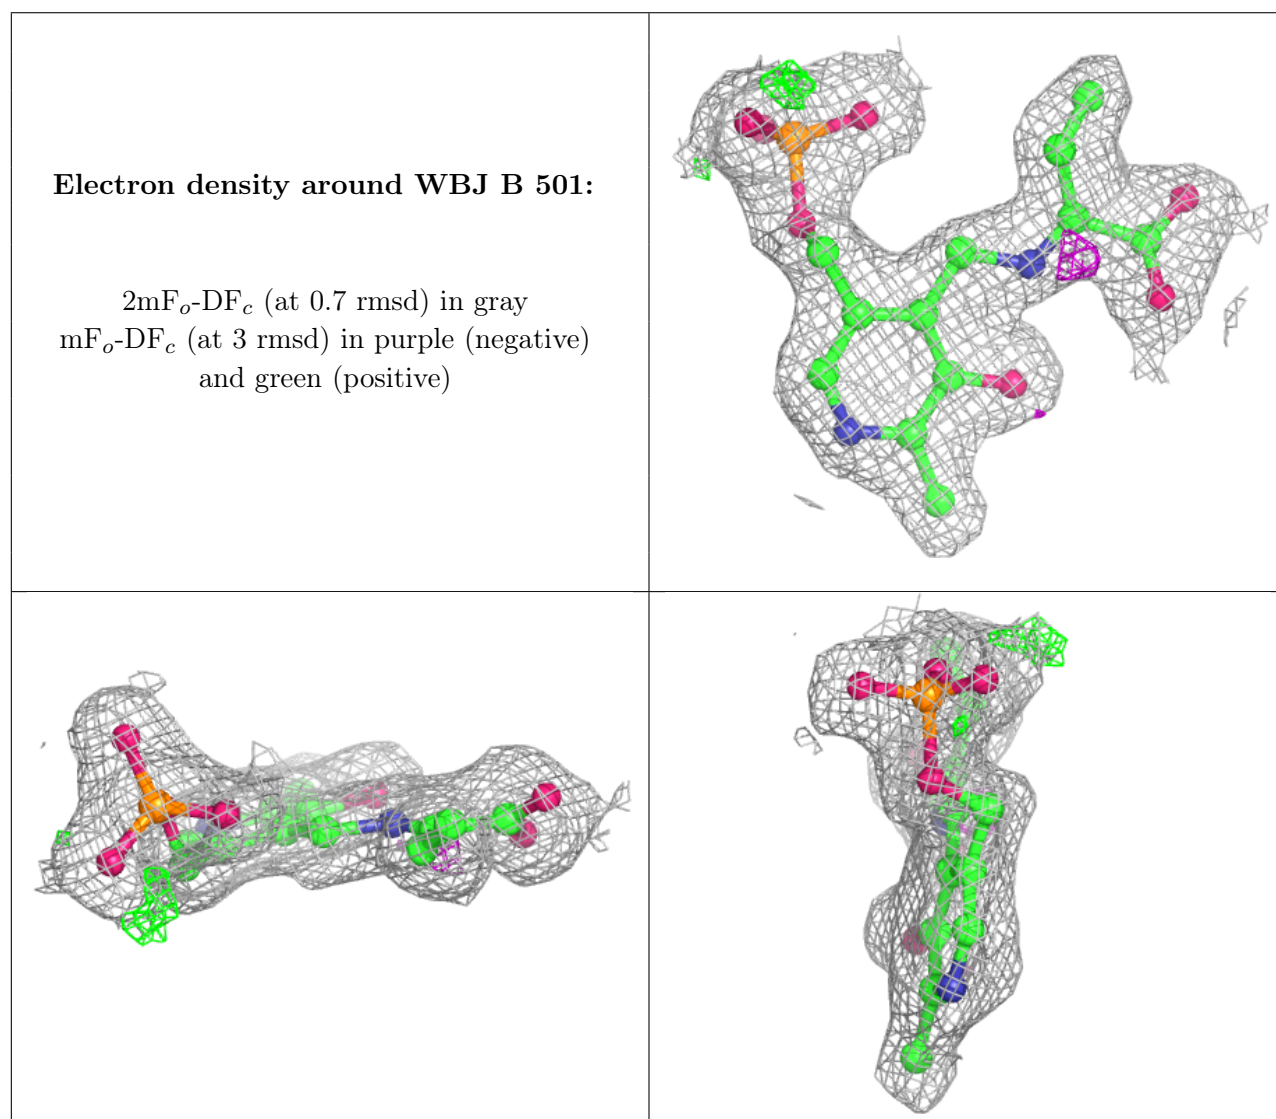 Electron density around WBJ B 501:
2mFo-DFc (at 0.7 rmsd) in gray
mFo-DFc (at 3 rmsd) in purple (negative)
and green (positive)